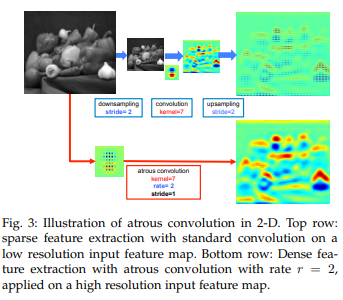 downsampling
stride= 2
convolution
kernel=7
upsampling
stride=2
atrous convolution
kernel=7
rate= 2
stride=1
Fig. 3: Illustration of atrous convolution in 2-D. Top row:
sparse feature extraction with standard convolution on a
low resolution input feature map. Bottom row: Dense fea-
ture extraction with atrous convolution with rate r = 2,
applied on a high resolution input feature map.